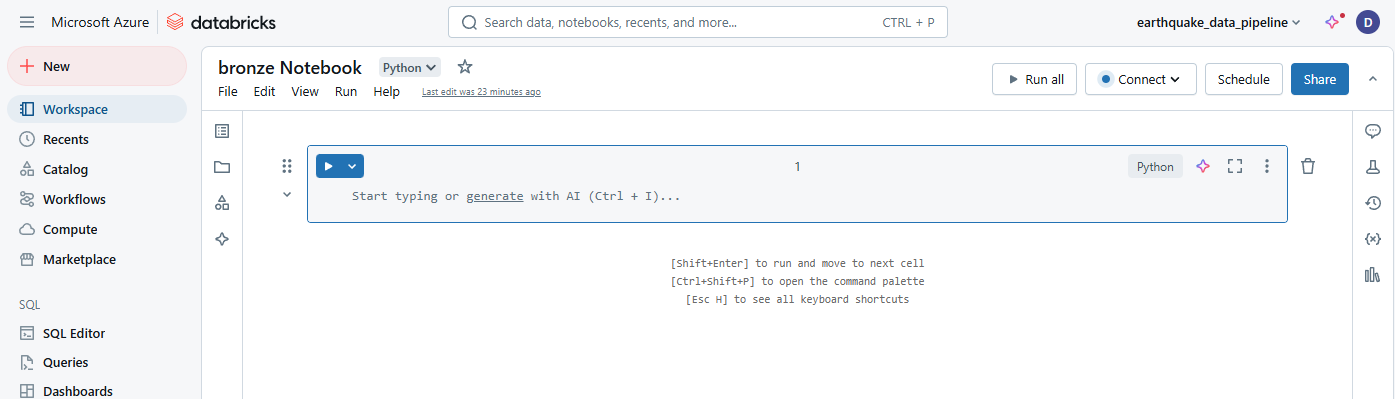 Microsoft Azure databricks
Search data, notebooks, recents, and more... CTRL + P
earthquake_data_pipeline
D
New
Workspace
Recents
Catalog
Workflows
Compute
Marketplace
SQL
SQL Editor
Queries
Dashboards
bronze Notebook Python
File Edit View Run Help Last edit was 23 minutes ago
Run all Connect Schedule Share
1
Python
Start typing or generate with AI (Ctrl + I)...
[Shift+Enter] to run and move to next cell
[Ctrl+Shift+P] to open the command palette
[Esc H] to see all keyboard shortcuts